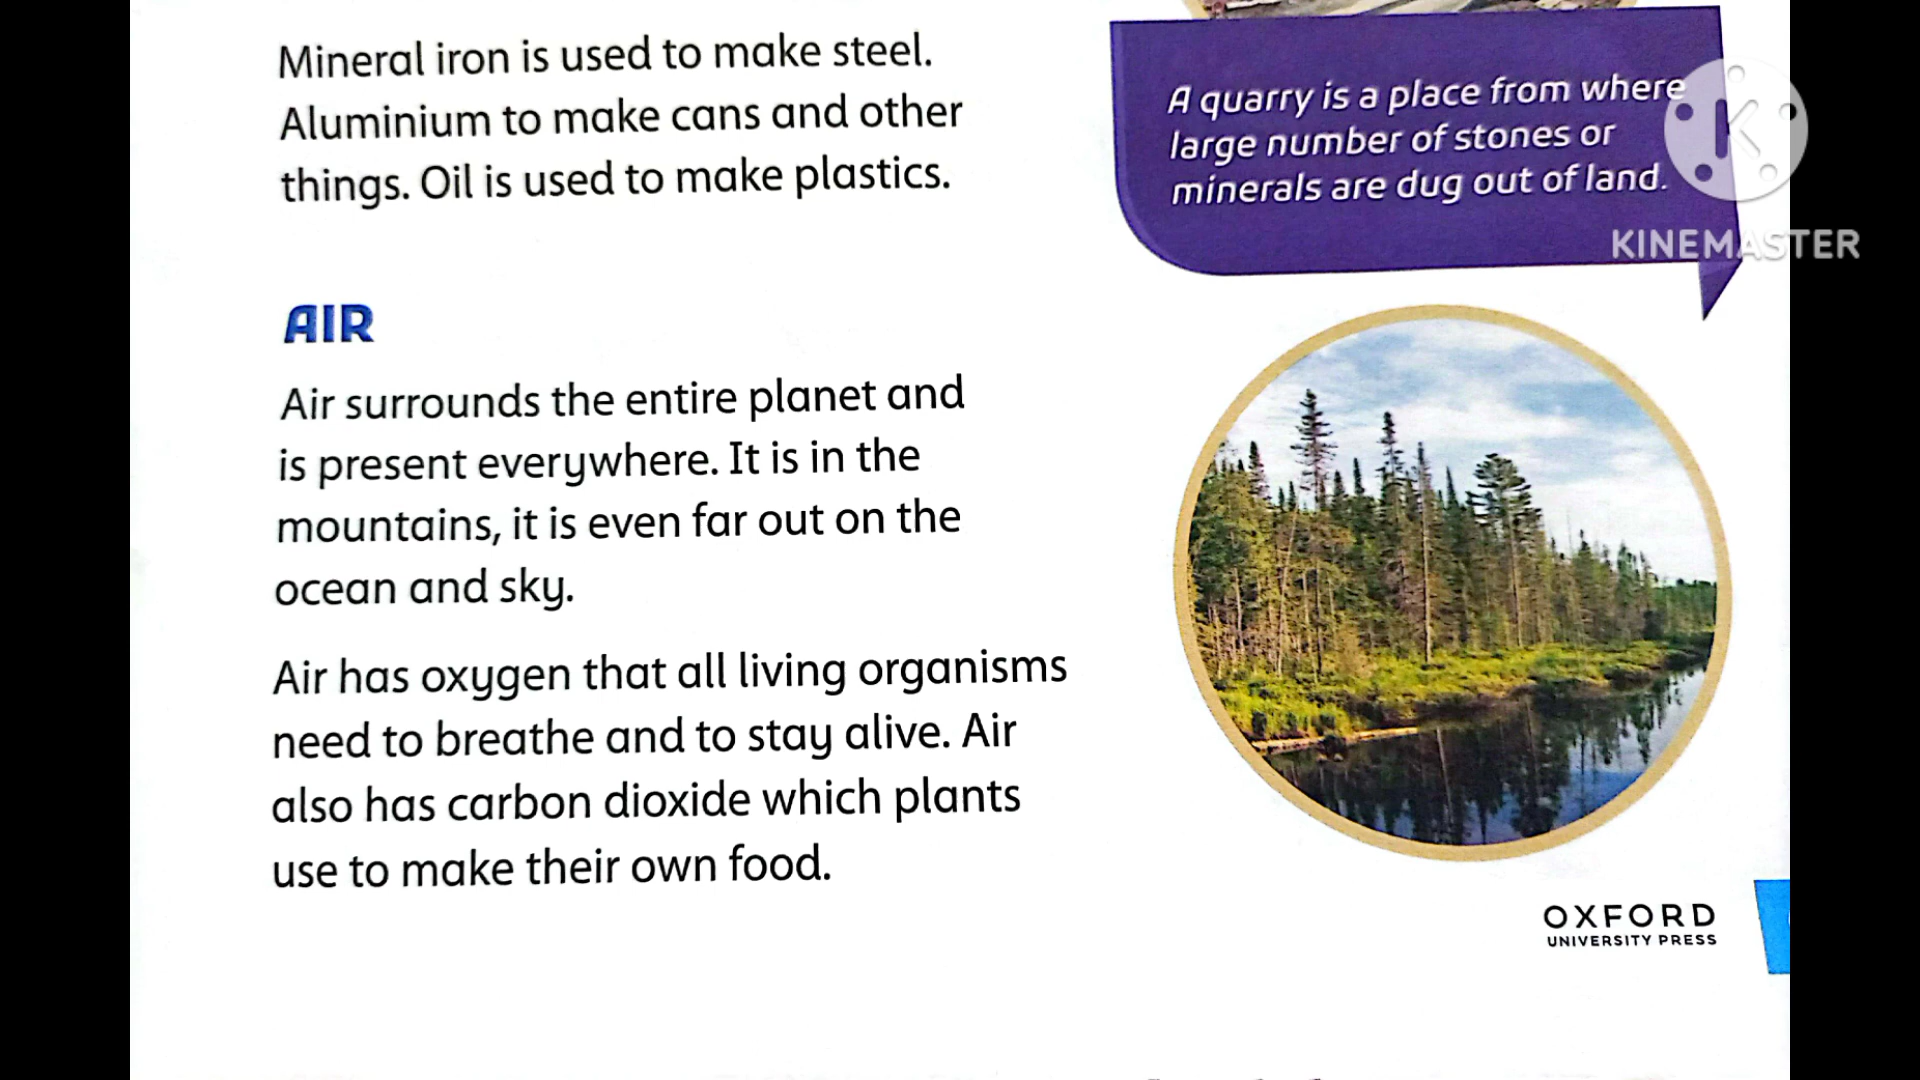 Mineral iron is used to make steel.
Aluminium to make cans and other
things. Oil is used to make plastics.
A quarry is a place from where
large number of stones or
minerals are dug out of land.
KINEMASTER
AIR
Air surrounds the entire planet and
is present everywhere. It is in the
mountains, it is even far out on the
ocean and sky.
Air has oxygen that all living organisms
need to breathe and to stay alive. Air
also has carbon dioxide which plants
use to make their own food.
OXFORD
UNIVERSITY PRESS